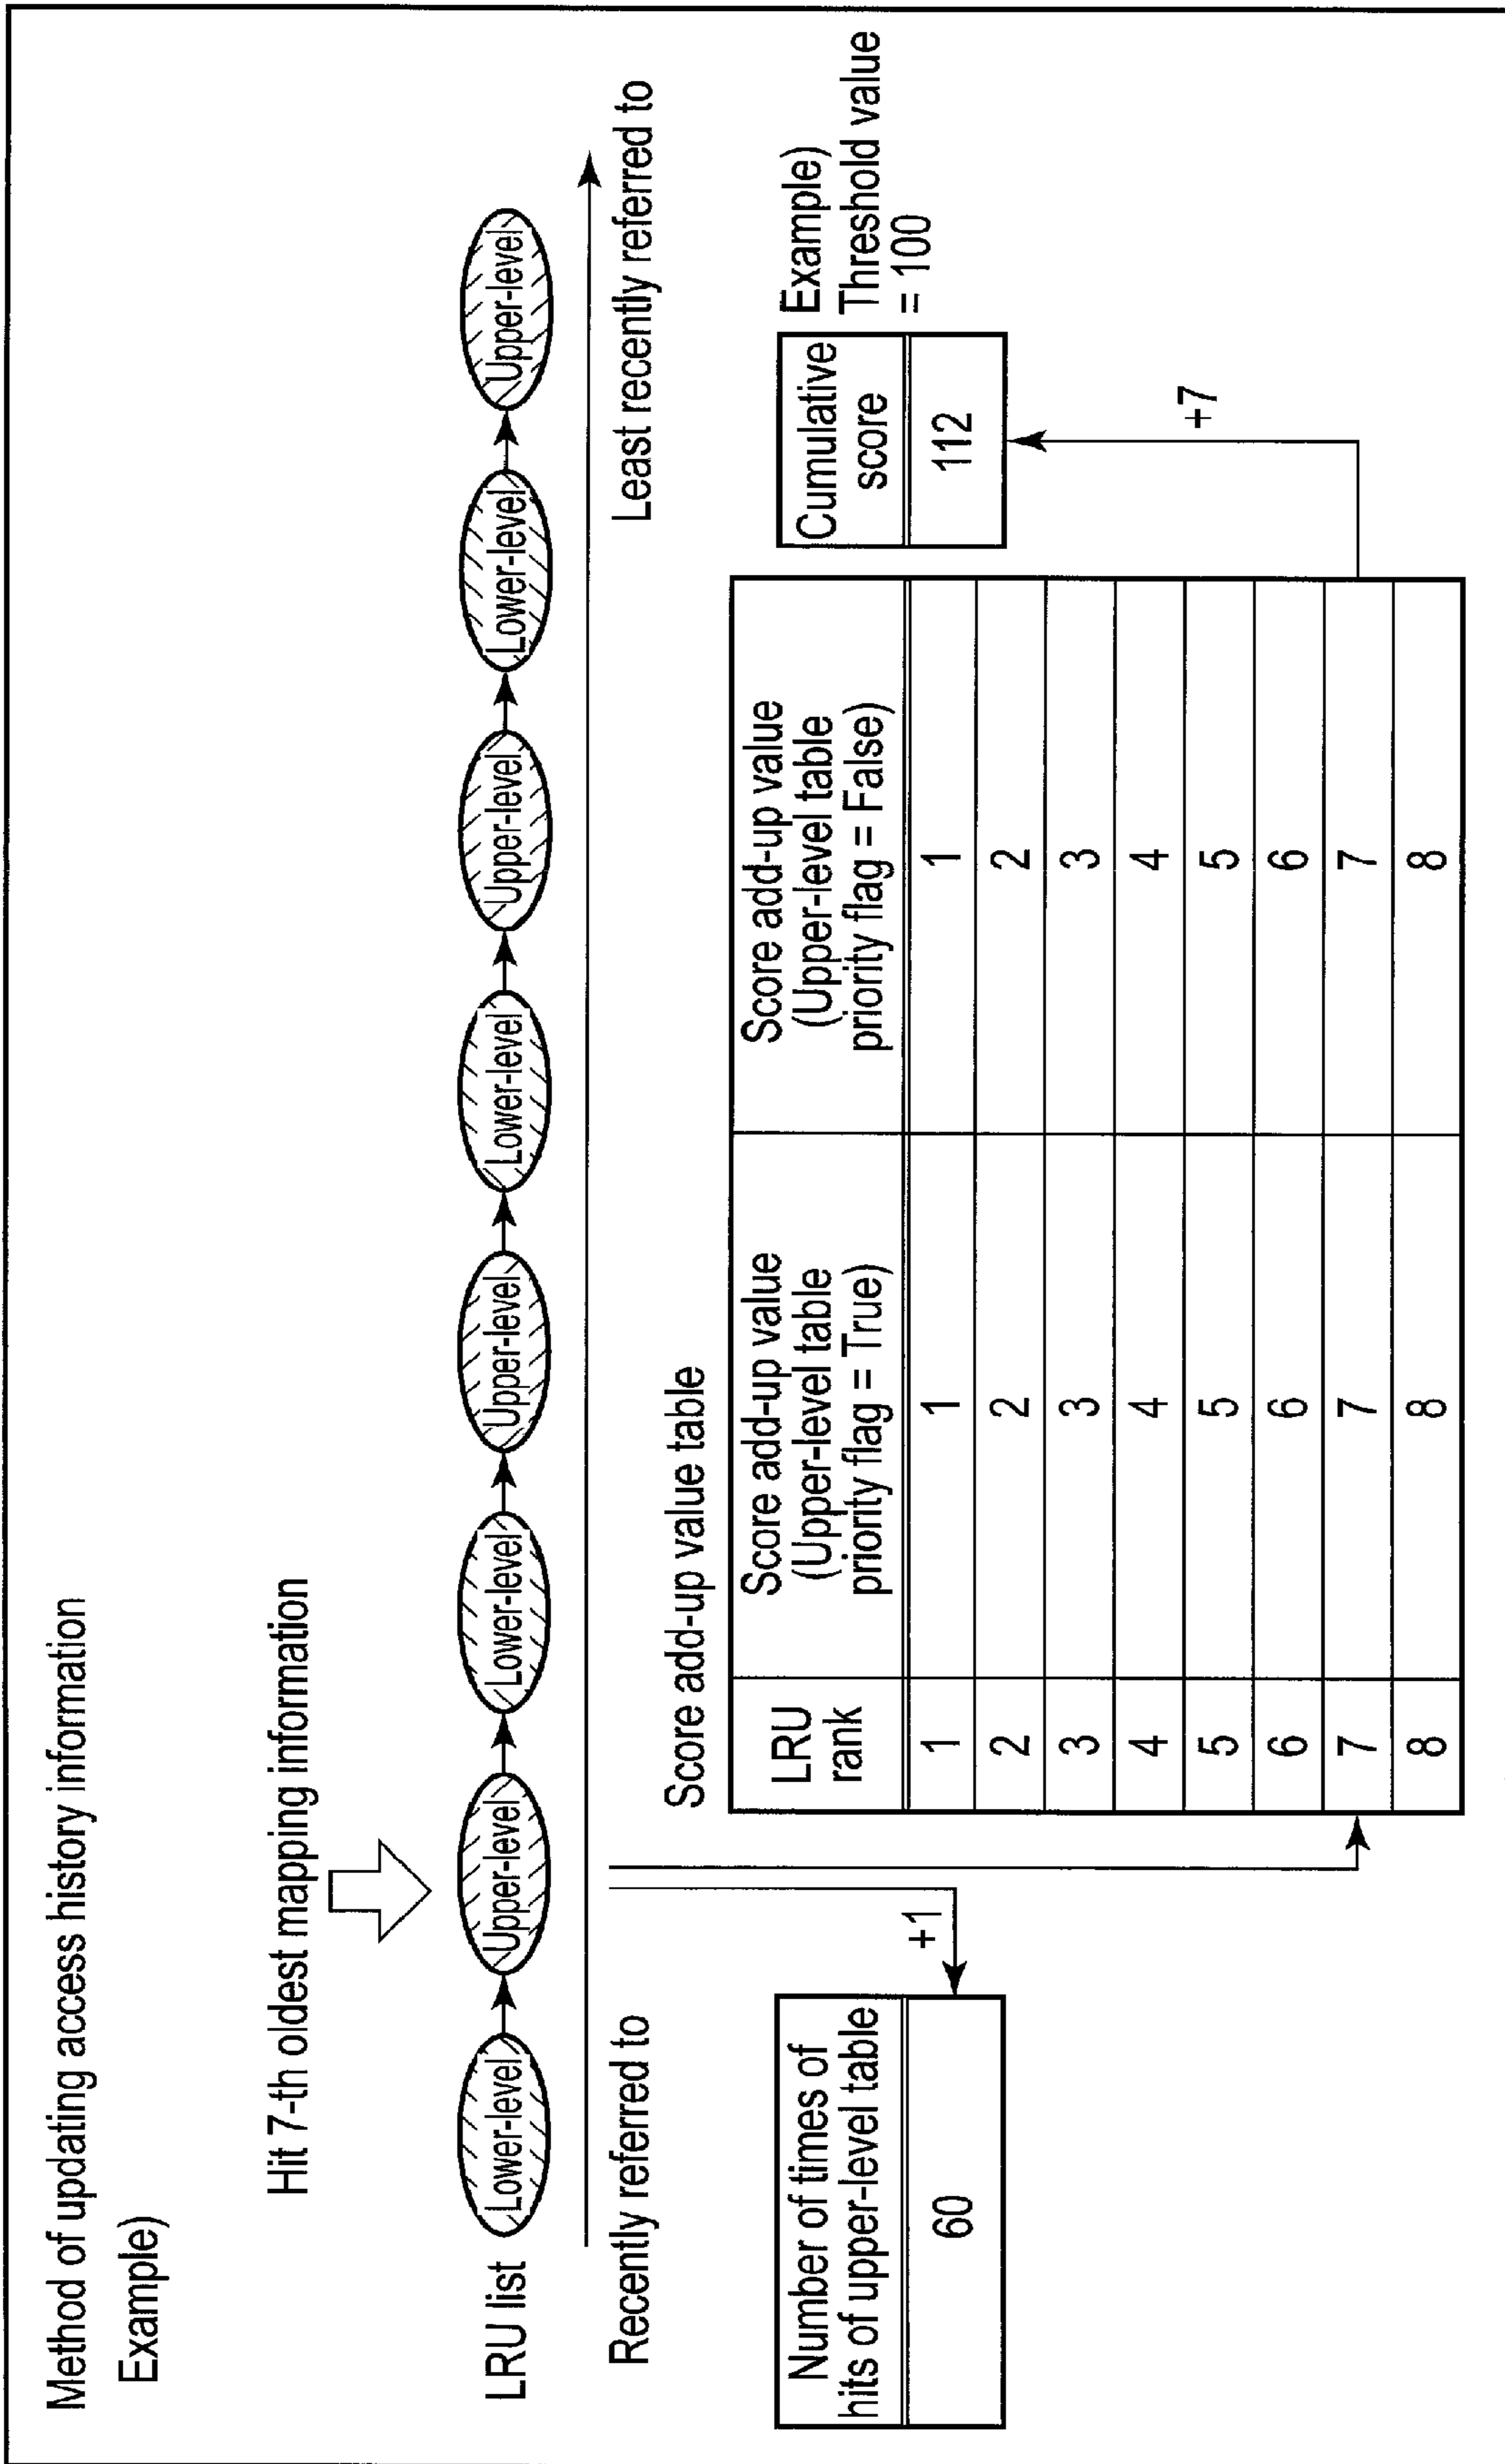 Method of updating access history information
Example)
Hit 7-th oldest mapping information
LRU list
Lower-level
Upper-level
Lower-level
Upper-level
Lower-level
Upper-level
Lower-level
Upper-level
Recently referred to
Least recently referred to
Number of times of
hits of upper-level table
60
+1
Score add-up value table
LRU
rank
Score add-up value
(Upper-level table
priority flag = True)
Score add-up value
(Upper-level table
priority flag = False)
1 1 1
2 2 2
3 3 3
4 4 4
5 5 5
6 6 6
7 7 7
8 8 8
Cumulative
score
112
+7
Example)
Threshold value
= 100